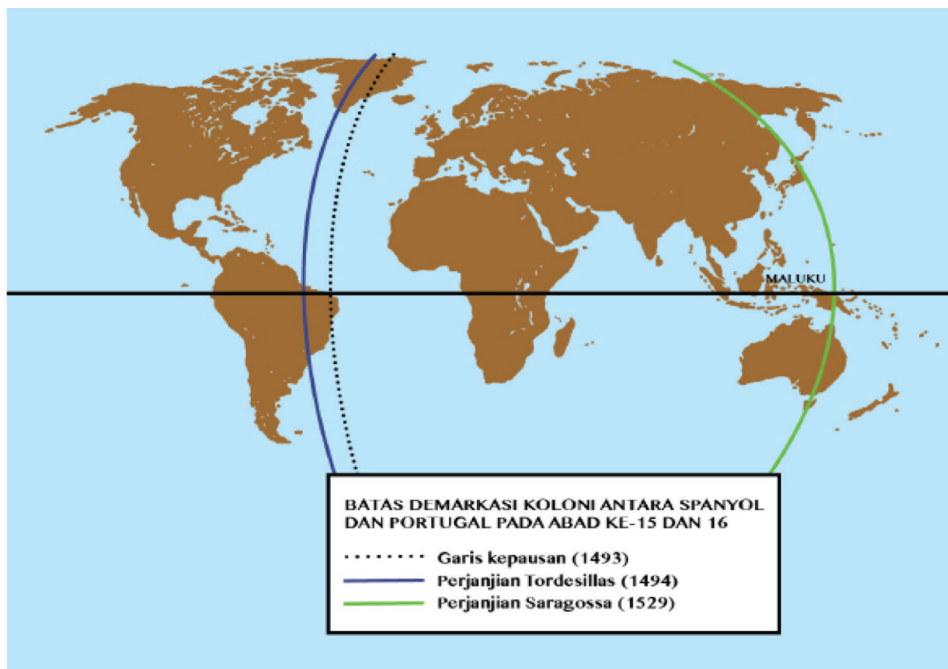 MALUKU
BATAS DEMARKASI KOLONI ANTARA SPANYOL
DAN PORTUGAL PADA ABAD KE-15 DAN 16
Garis kepausan (1493)
Perjanjian Tordesillas (1494)
Perjanjian Saragossa (1529)